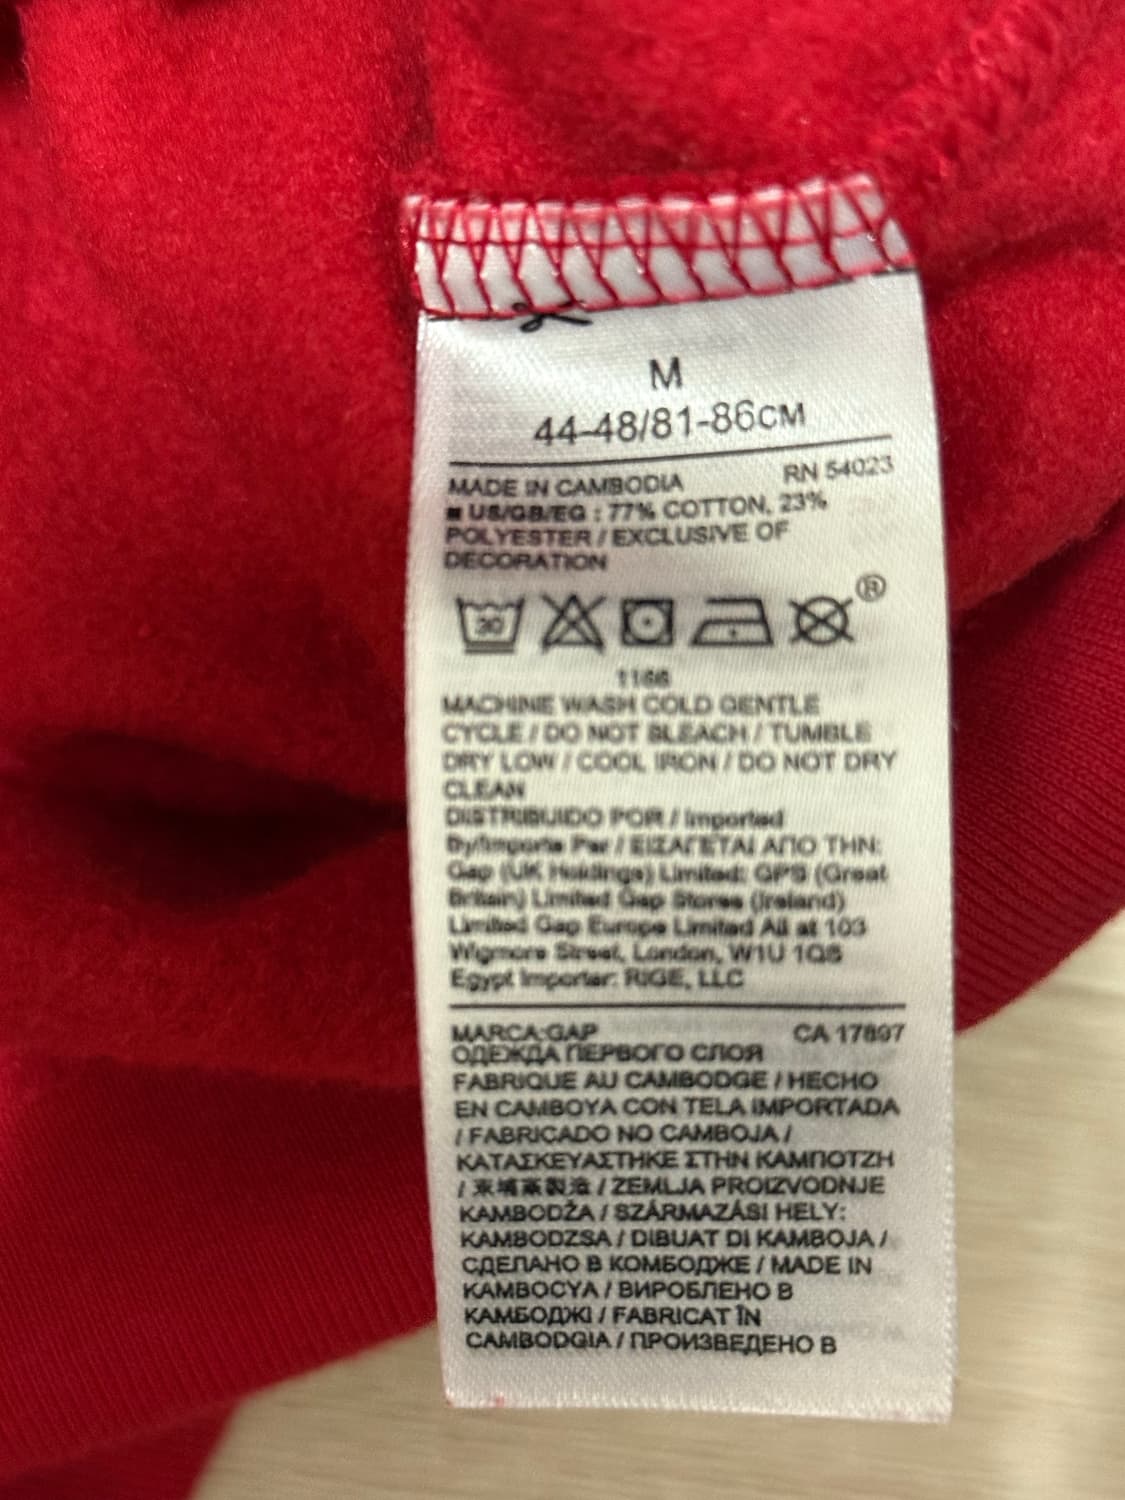 M
44-48/81-86CM
MADE IN CAMBODIA RN 54023
■ US/GB/EG : 77% COTTON, 23%
POLYESTER / EXCLUSIVE OF
DECORATION
30 ®
1166
MACHINE WASH COLD GENTLE
CYCLE / DO NOT BLEACH / TUMBLE
DRY LOW / COOL IRON / DO NOT DRY
CLEAN
DISTRIBUIDO POR / Imported
By/Importe Par / ΕΙΣΑΓΕΤΑΙ ΑΠΟ ΤΗΝ:
Gap (UK Holdings) Limited: GPS (Great
Britain) Limited Gap Stores (Ireland)
Limited Gap Europe Limited All at 103
Wigmore Street, London, W1U 1QS
Egypt Importer: RIGE, LLC
MARCA:GAP CA 17897
ОДЕЖДА ПЕРВОГО СЛОЯ
FABRIQUE AU CAMBODGE / HECHO
EN CAMBOYA CON TELA IMPORTADA
/ FABRICADO NO CAMBOJA /
ΚΑΤΑΣΚΕΥΑΣΤΗΚΕ ΣΤΗΝ ΚΑΜΠΟΤΖΗ
/ 柬埔寨製造 / ZEMLJA PROIZVODNJE
KAMBODŽA / SZÁRMAZÁSI HELY:
KAMBODZSA / DIBUAT DI KAMBOJA /
СДЕЛАНО В КОМБОДЖЕ / MADE IN
KAMBOCYA / ВИРОБЛЕНО В
КАМБОДЖІ / FABRICAT ÎN
CAMBODGIA / ПРОИЗВЕДЕНО В